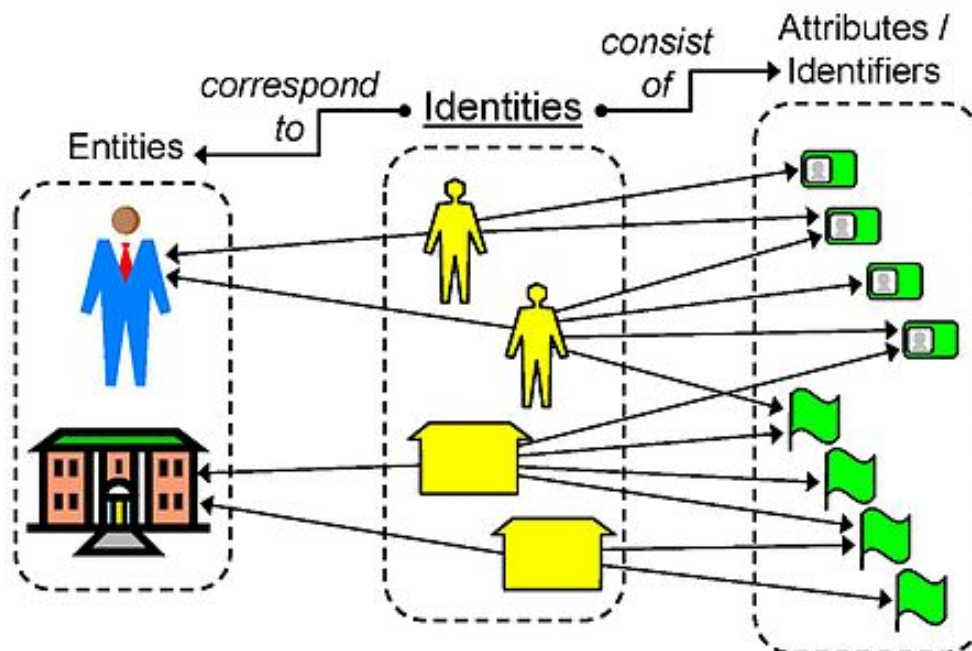 Attributes /
Identifiers
consist
of
correspond
to
Identities
Entities